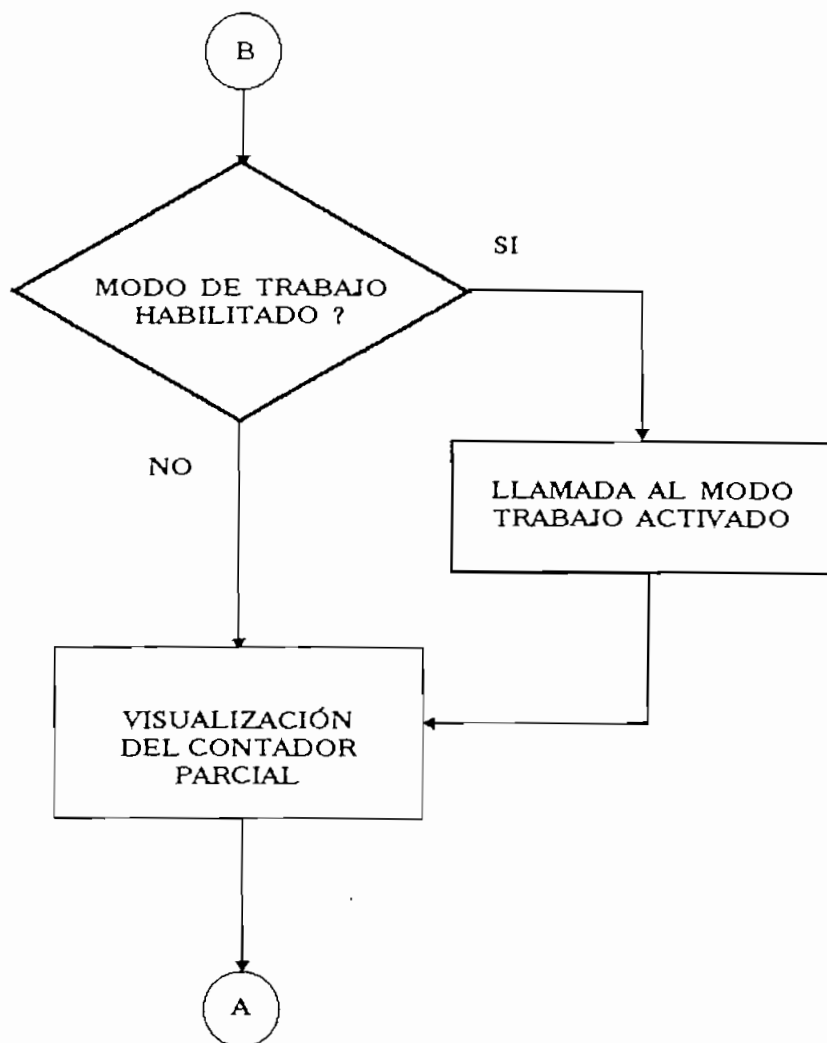 B
SI
MODO DE TRABAJO
HABILITADO ?
NO
LLAMADA AL MODO
TRABAJO ACTIVADO
VISUALIZACIÓN
DEL CONTADOR
PARCIAL
A